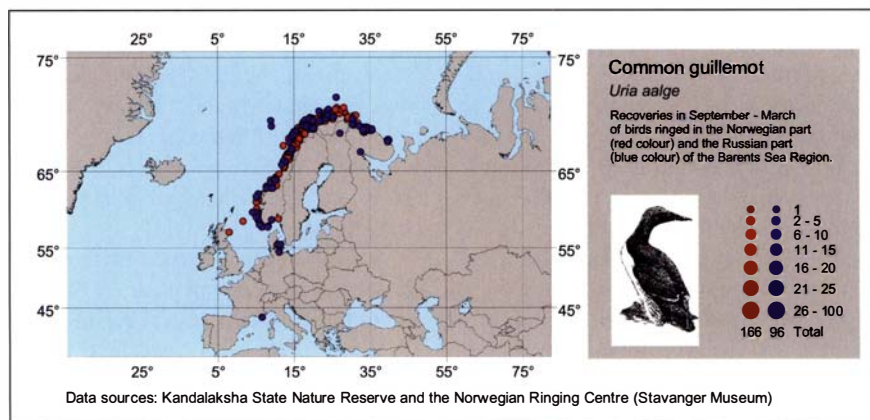 25° 5° 15° 35° 55° 75°
75° 75°
65° 65°
55° 55°
45° 45°
25° 5° 15° 35° 55° 75°
Common guillemot
Uria aalge
Recoveries in September - March
of birds ringed in the Norwegian part
(red colour) and the Russian part
(blue colour) of the Barents Sea Region.
1
2 - 5
6 - 10
11 - 15
16 - 20
21 - 25
26 - 100
166 96 Total
Data sources: Kandalaksha State Nature Reserve and the Norwegian Ringing Centre (Stavanger Museum)